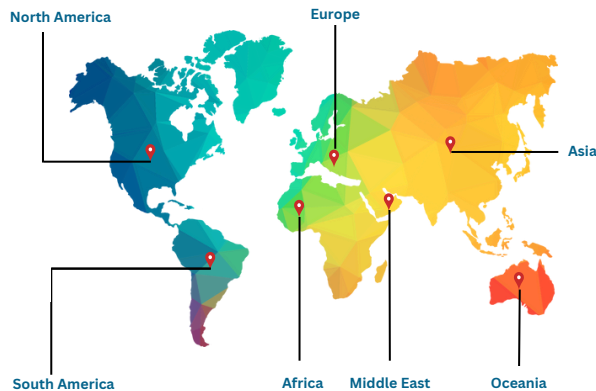 North America
Europe
Asia
South America
Africa
Middle East
Oceania